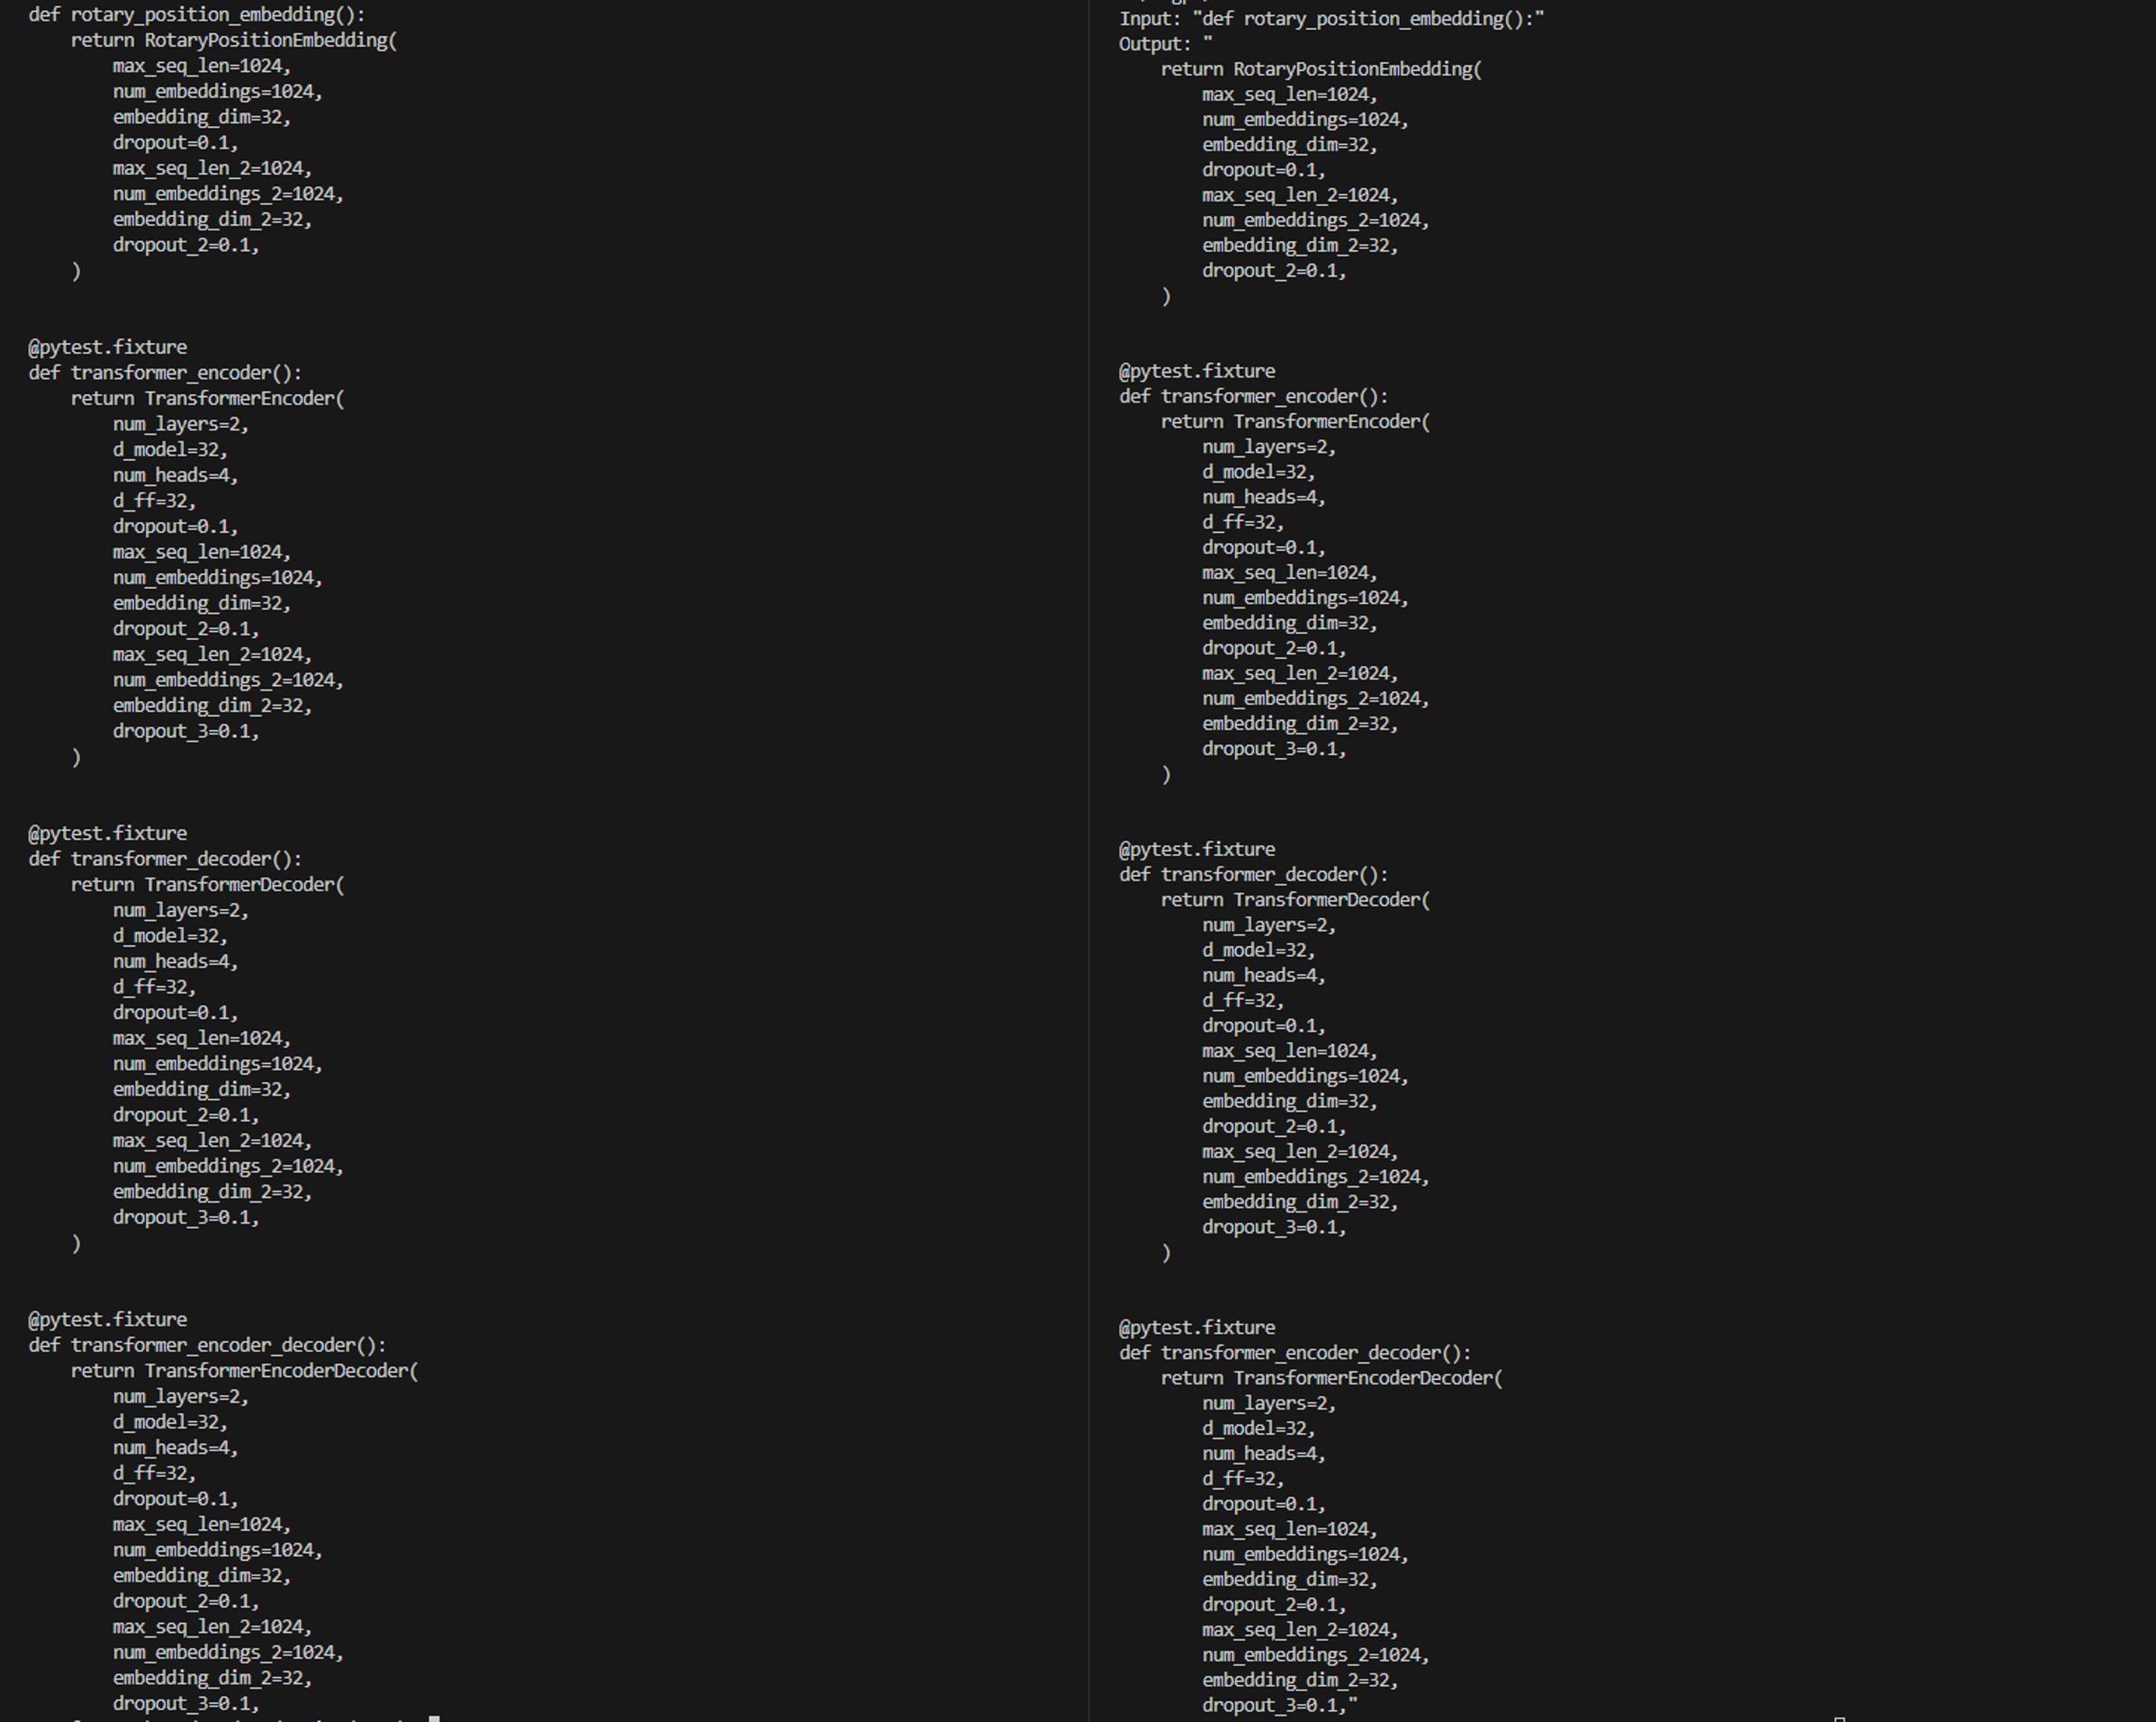 def rotary_position_embedding():
    return RotaryPositionEmbedding(
        max_seq_len=1024,
        num_embeddings=1024,
        embedding_dim=32,
        dropout=0.1,
        max_seq_len_2=1024,
        num_embeddings_2=1024,
        embedding_dim_2=32,
        dropout_2=0.1,
    )
@pytest.fixture
def transformer_encoder():
    return TransformerEncoder(
        num_layers=2,
        d_model=32,
        num_heads=4,
        d_ff=32,
        dropout=0.1,
        max_seq_len=1024,
        num_embeddings=1024,
        embedding_dim=32,
        dropout_2=0.1,
        max_seq_len_2=1024,
        num_embeddings_2=1024,
        embedding_dim_2=32,
        dropout_3=0.1,
    )
@pytest.fixture
def transformer_decoder():
    return TransformerDecoder(
        num_layers=2,
        d_model=32,
        num_heads=4,
        d_ff=32,
        dropout=0.1,
        max_seq_len=1024,
        num_embeddings=1024,
        embedding_dim=32,
        dropout_2=0.1,
        max_seq_len_2=1024,
        num_embeddings_2=1024,
        embedding_dim_2=32,
        dropout_3=0.1,
    )
@pytest.fixture
def transformer_encoder_decoder():
    return TransformerEncoderDecoder(
        num_layers=2,
        d_model=32,
        num_heads=4,
        d_ff=32,
        dropout=0.1,
        max_seq_len=1024,
        num_embeddings=1024,
        embedding_dim=32,
        dropout_2=0.1,
        max_seq_len_2=1024,
        num_embeddings_2=1024,
        embedding_dim_2=32,
        dropout_3=0.1,
Input: "def rotary_position_embedding():"
Output: "
    return RotaryPositionEmbedding(
        max_seq_len=1024,
        num_embeddings=1024,
        embedding_dim=32,
        dropout=0.1,
        max_seq_len_2=1024,
        num_embeddings_2=1024,
        embedding_dim_2=32,
        dropout_2=0.1,
    )
@pytest.fixture
def transformer_encoder():
    return TransformerEncoder(
        num_layers=2,
        d_model=32,
        num_heads=4,
        d_ff=32,
        dropout=0.1,
        max_seq_len=1024,
        num_embeddings=1024,
        embedding_dim=32,
        dropout_2=0.1,
        max_seq_len_2=1024,
        num_embeddings_2=1024,
        embedding_dim_2=32,
        dropout_3=0.1,
    )
@pytest.fixture
def transformer_decoder():
    return TransformerDecoder(
        num_layers=2,
        d_model=32,
        num_heads=4,
        d_ff=32,
        dropout=0.1,
        max_seq_len=1024,
        num_embeddings=1024,
        embedding_dim=32,
        dropout_2=0.1,
        max_seq_len_2=1024,
        num_embeddings_2=1024,
        embedding_dim_2=32,
        dropout_3=0.1,
    )
@pytest.fixture
def transformer_encoder_decoder():
    return TransformerEncoderDecoder(
        num_layers=2,
        d_model=32,
        num_heads=4,
        d_ff=32,
        dropout=0.1,
        max_seq_len=1024,
        num_embeddings=1024,
        embedding_dim=32,
        dropout_2=0.1,
        max_seq_len_2=1024,
        num_embeddings_2=1024,
        embedding_dim_2=32,
        dropout_3=0.1,"